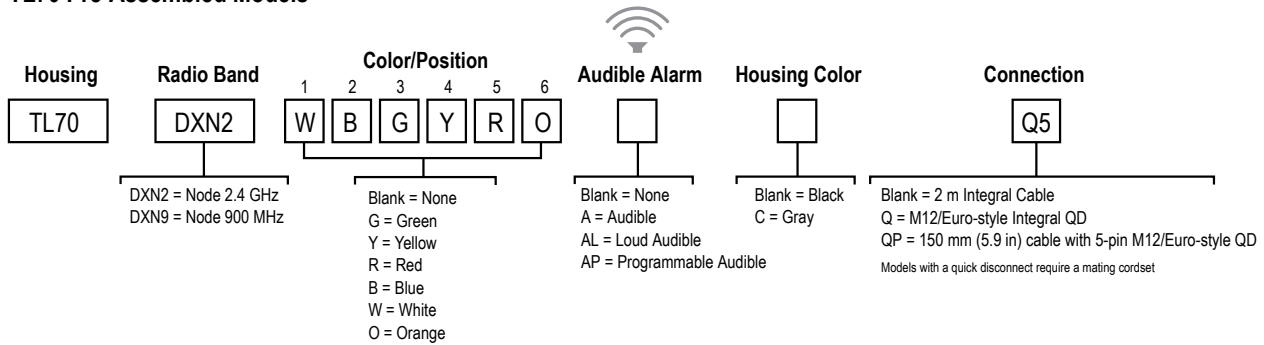 Housing
Radio Band
Color/Position
Audible Alarm
Housing Color
Connection
1 2 3 4 5 6
TL70
DXN2
W B G Y R O
Q5
DXN2 = Node 2.4 GHz
DXN9 = Node 900 MHz
Blank = None
G = Green
Y = Yellow
R = Red
B = Blue
W = White
O = Orange
Blank = None
A = Audible
AL = Loud Audible
AP = Programmable Audible
Blank = Black
C = Gray
Blank = 2 m Integral Cable
Q = M12/Euro-style Integral QD
QP = 150 mm (5.9 in) cable with 5-pin M12/Euro-style QD
Models with a quick disconnect require a mating cordset